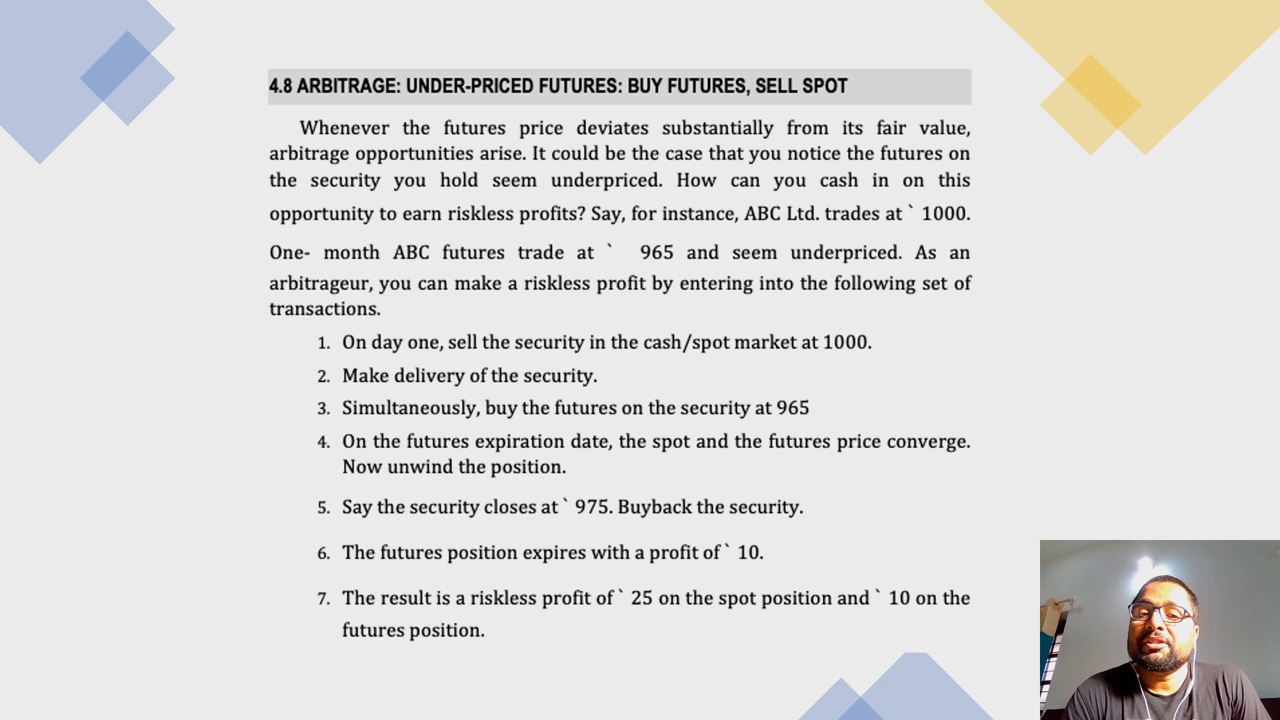 4.8 ARBITRAGE: UNDER-PRICED FUTURES: BUY FUTURES, SELL SPOT
Whenever the futures price deviates substantially from its fair value,
arbitrage opportunities arise. It could be the case that you notice the futures on
the security you hold seem underpriced. How can you cash in on this
opportunity to earn riskless profits? Say, for instance, ABC Ltd. trades at ` 1000.
One- month ABC futures trade at ` 965 and seem underpriced. As an
arbitrageur, you can make a riskless profit by entering into the following set of
transactions.
1. On day one, sell the security in the cash/spot market at 1000.
2. Make delivery of the security.
3. Simultaneously, buy the futures on the security at 965
4. On the futures expiration date, the spot and the futures price converge.
Now unwind the position.
5. Say the security closes at ` 975. Buyback the security.
6. The futures position expires with a profit of ` 10.
7. The result is a riskless profit of ` 25 on the spot position and ` 10 on the
futures position.